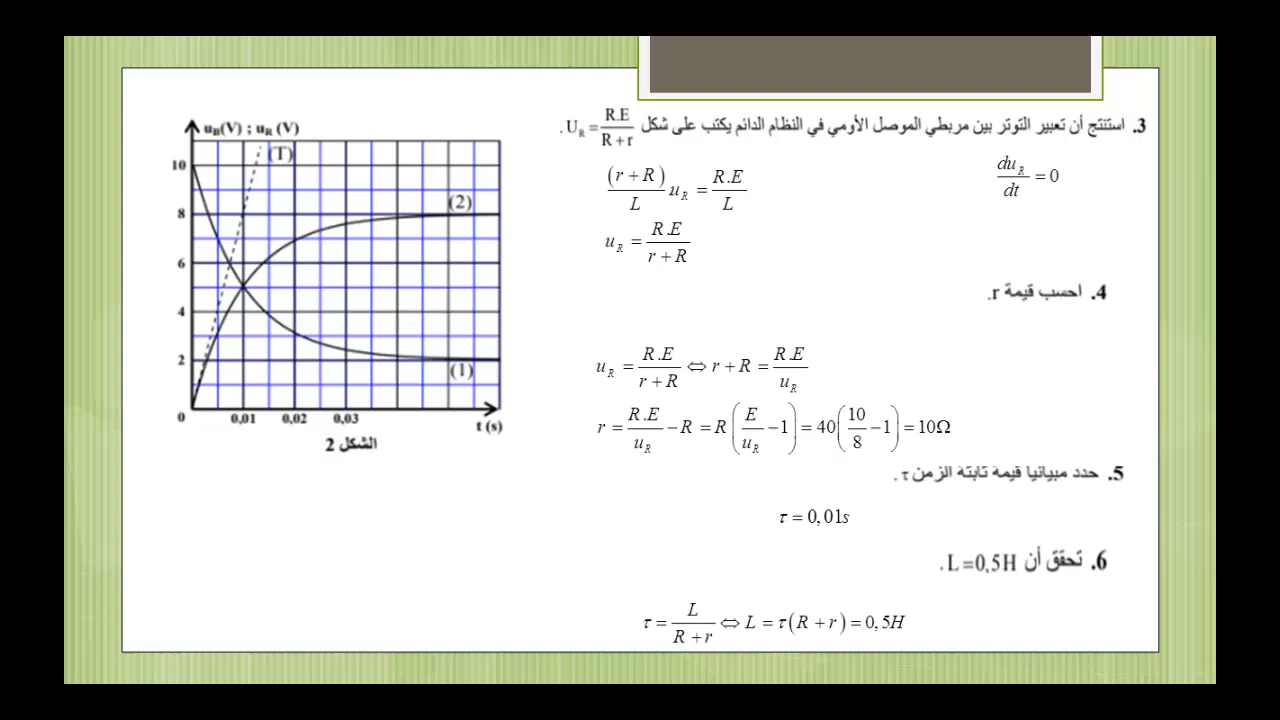 3. استنتج أن تعبير التوتر بين مربطي الموصل الأومي في النظام الدائم يكتب على شكل U_R = R.E / (R + r) .
du_R / dt = 0
(r + R) / L u_R = R.E / L
u_R = R.E / (r + R)
4. احسب قيمة r.
u_R = R.E / (r + R) ⇔ r + R = R.E / u_R
r = R.E / u_R − R = R (E / u_R − 1) = 40 (10 / 8 − 1) = 10Ω
5. حدد مبيانيا قيمة ثابتة الزمن τ .
τ = 0,01s
6. تحقق أن L=0,5H .
τ = L / (R + r) ⇔ L = τ(R + r) = 0,5H
u_B(V) ; u_R (V)
(T)
10
(2)
8
6
4
2
(1)
0
0,01 0,02 0,03
t (s)
الشكل 2